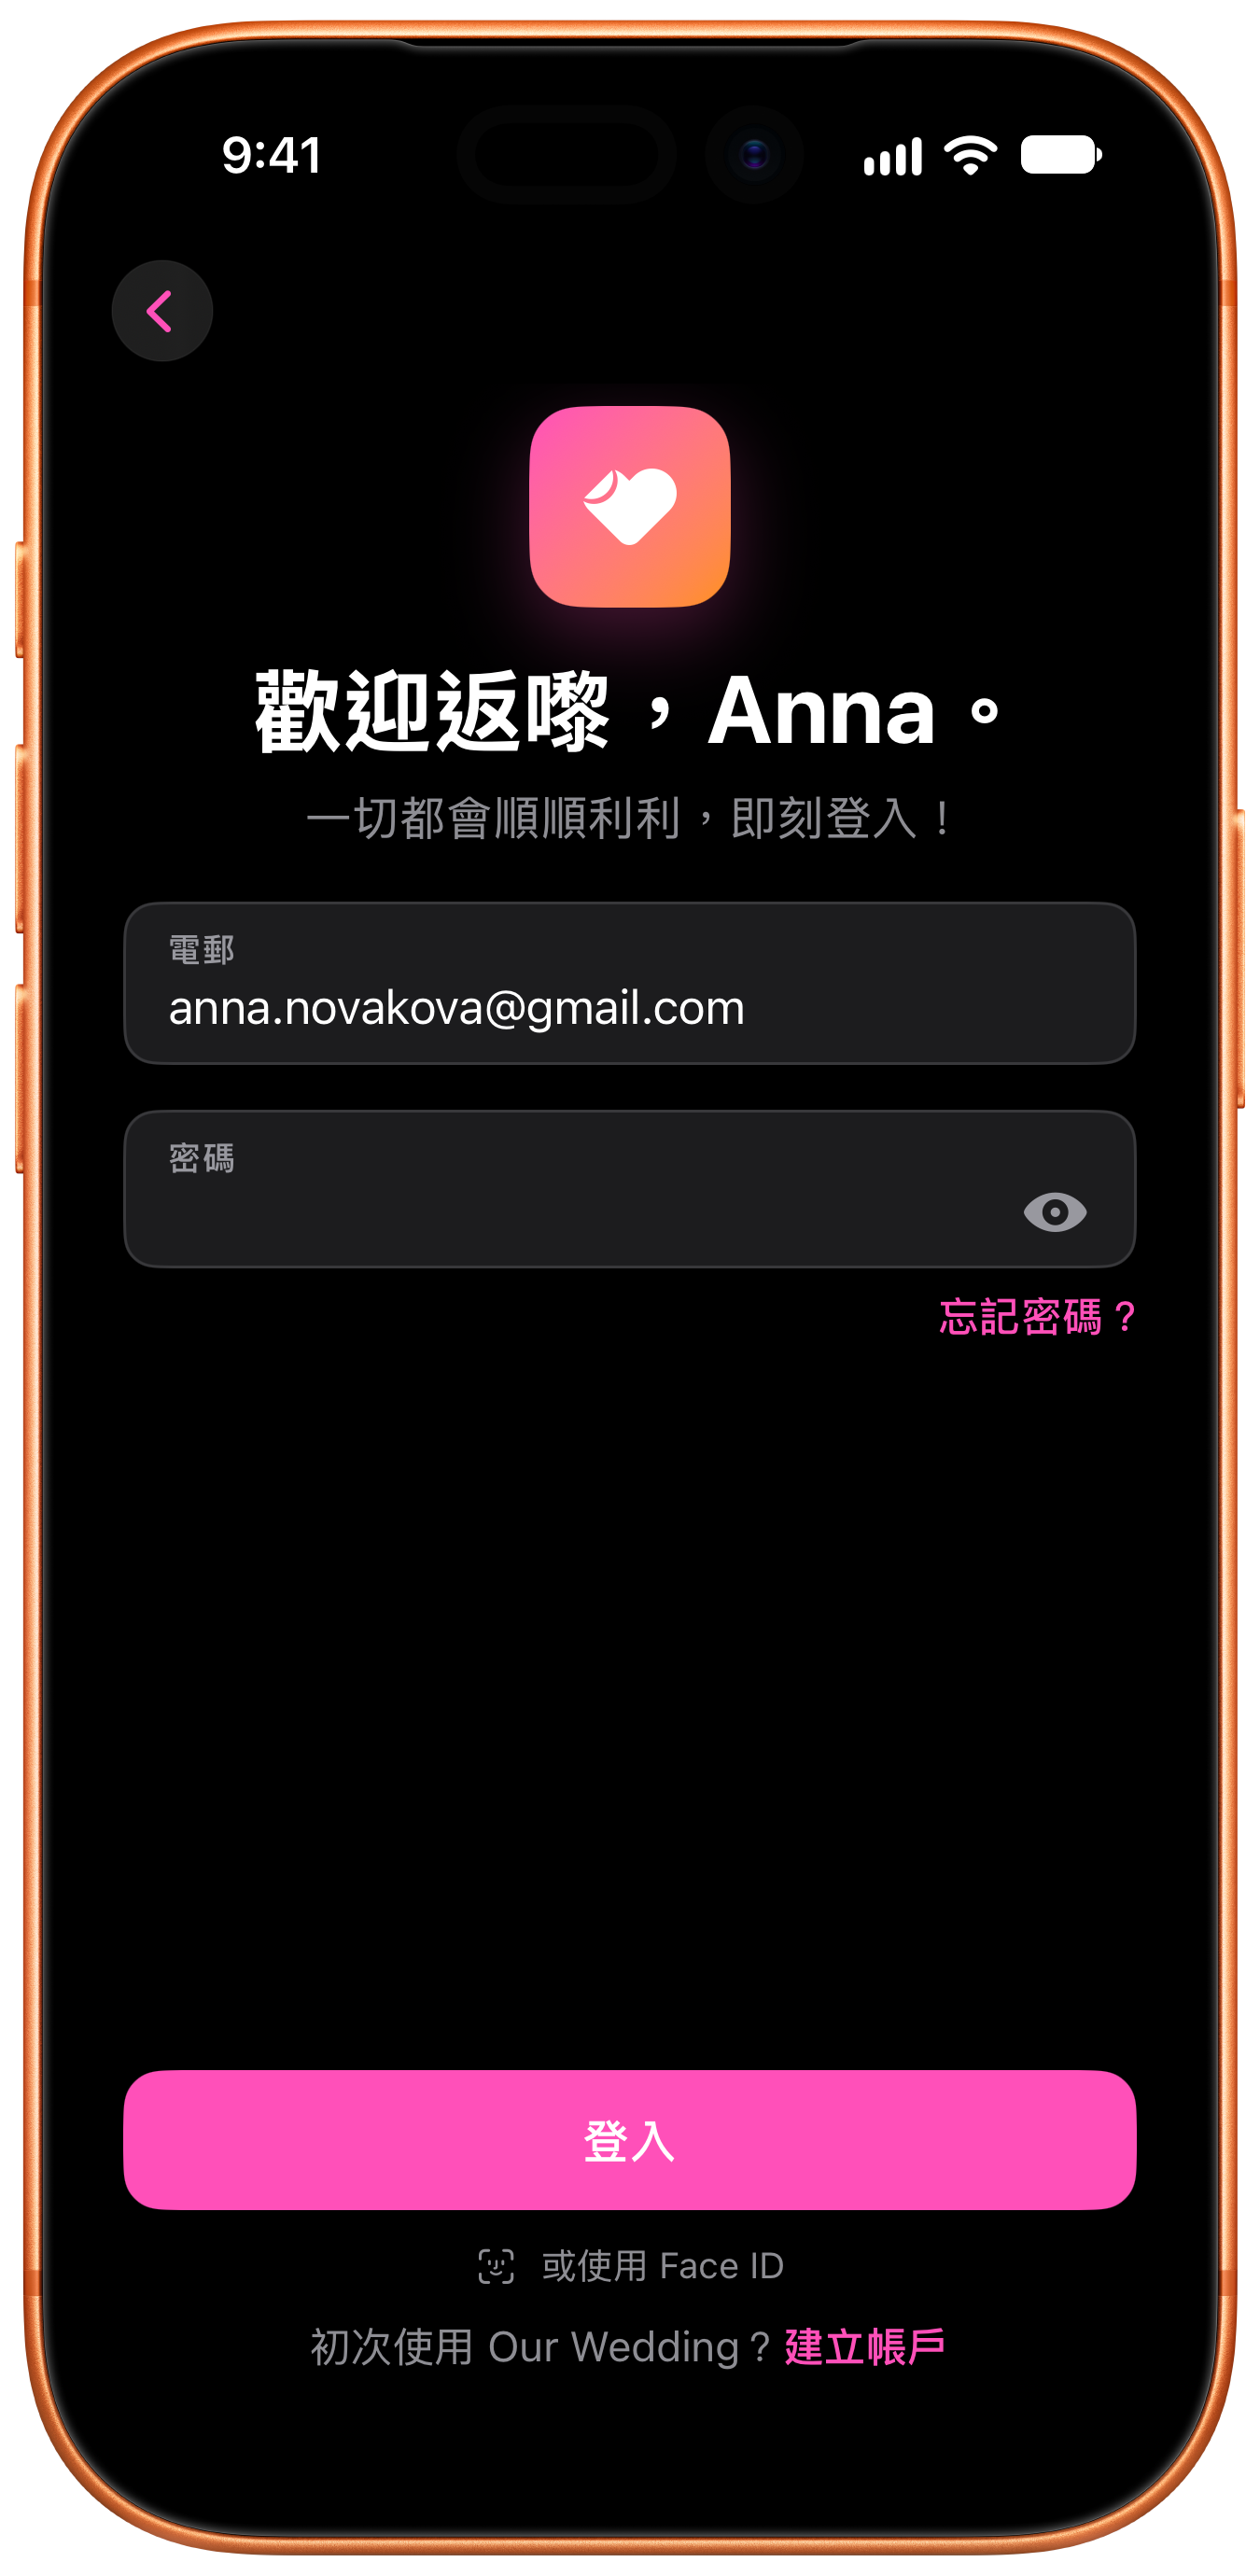 9:41
歡迎返嚟，Anna。
一切都會順順利利，即刻登入！
電郵
anna.novakova@gmail.com
密碼
忘記密碼？
登入
或使用 Face ID
初次使用 Our Wedding？建立帳戶